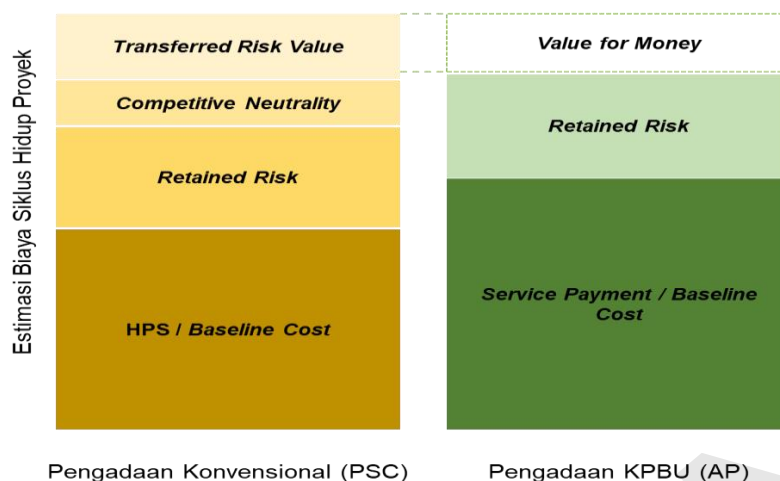 Estimasi Biaya Siklus Hidup Proyek
Transferred Risk Value
Competitive Neutrality
Retained Risk
HPS / Baseline Cost
Pengadaan Konvensional (PSC)
Value for Money
Retained Risk
Service Payment / Baseline
Cost
Pengadaan KPBU (AP)